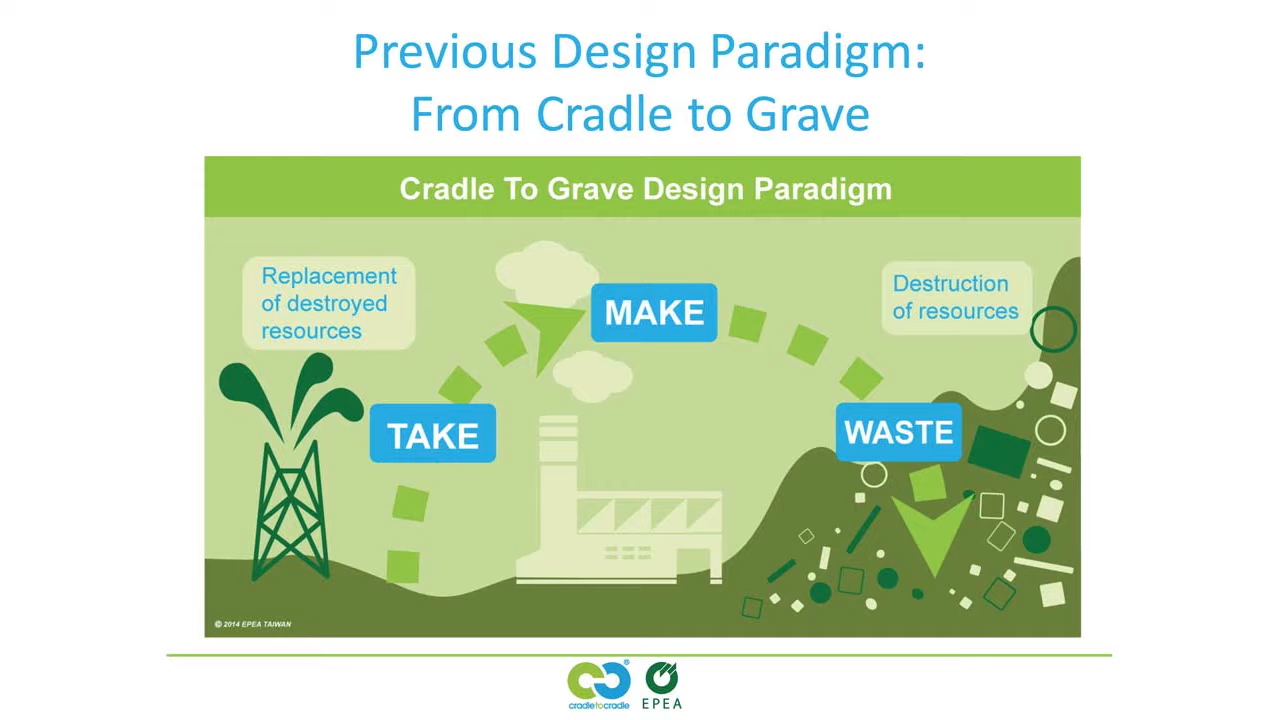 Previous Design Paradigm:
From Cradle to Grave
Cradle To Grave Design Paradigm
Replacement
of destroyed
resources
MAKE
Destruction
of resources
TAKE
WASTE
© 2014 EPEA TAIWAN
®
cradletocradle
EPEA